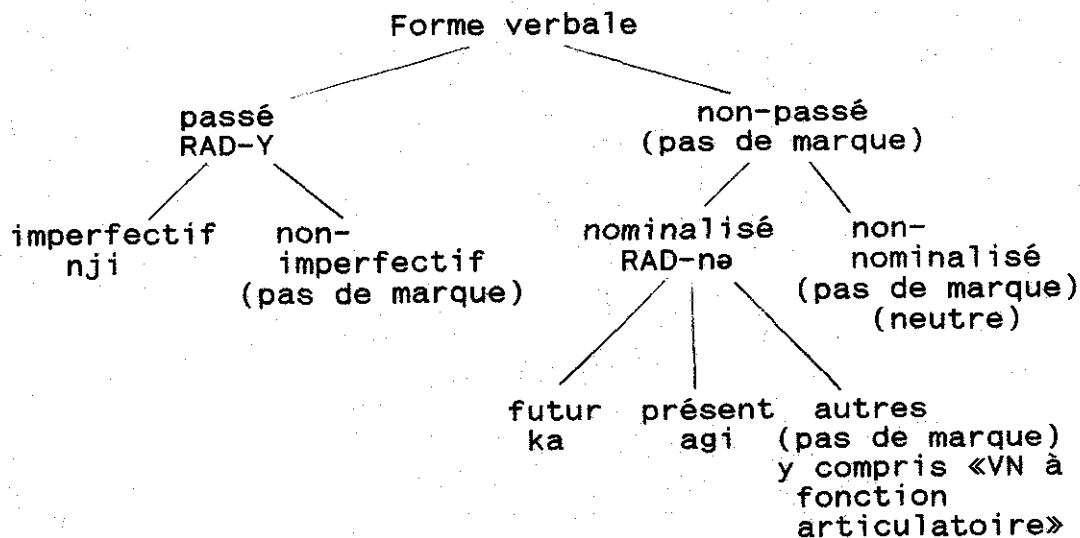 Forme verbale
passé non-passé
RAD-Y (pas de marque)
imperfectif non- nominalisé non-
nji imperfectif RAD-nə nominalisé
(pas de marque) (pas de marque)
(neutre)
futur présent autres
ka agi (pas de marque)
y compris «VN à
fonction
articulatoire»